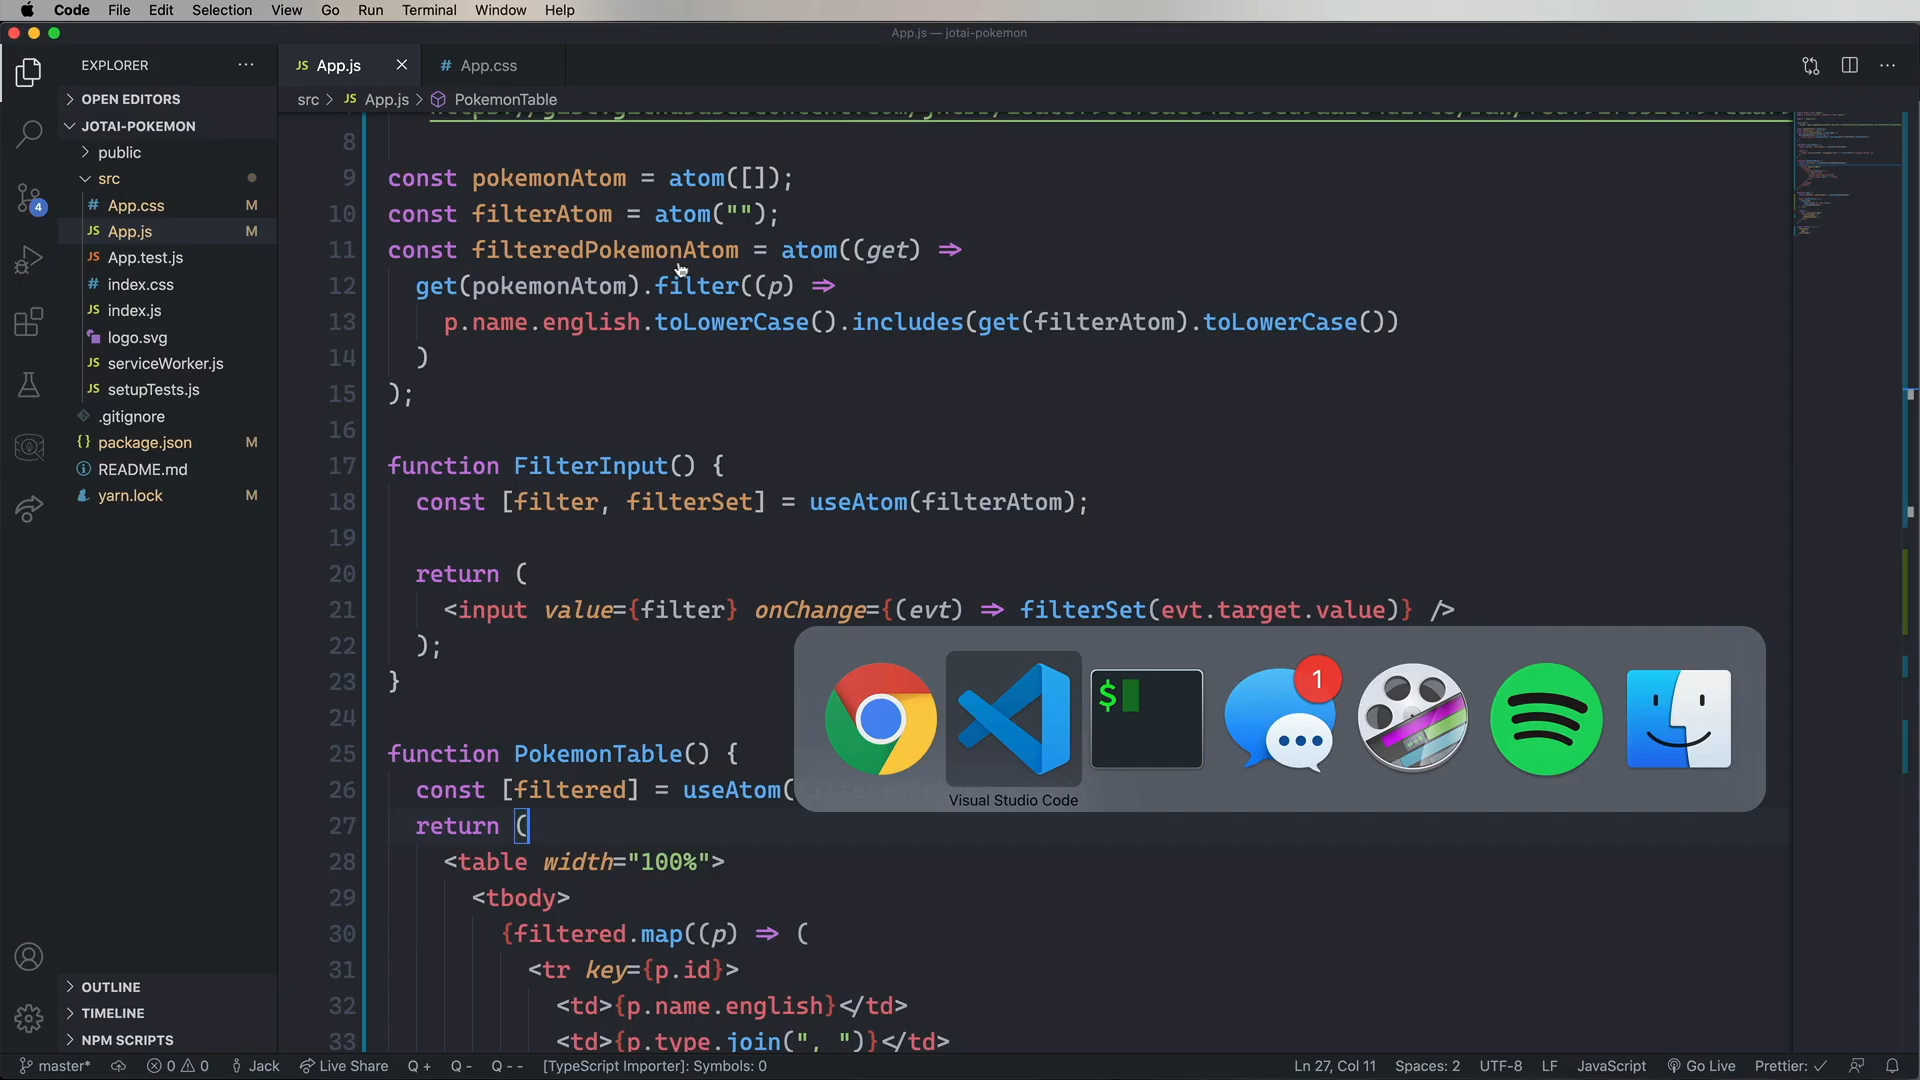 Code File Edit Selection View Go Run Terminal Window Help
App.js — jotai-pokemon
EXPLORER
JS App.js
# App.css
OPEN EDITORS
src > JS App.js > PokemonTable
JOTAI-POKEMON
public
src
# App.css M
JS App.js M
JS App.test.js
# index.css
JS index.js
logo.svg
JS serviceWorker.js
JS setupTests.js
.gitignore
{} package.json M
README.md
yarn.lock M
4
OUTLINE
TIMELINE
NPM SCRIPTS
8
9 const pokemonAtom = atom([]);
10 const filterAtom = atom("");
11 const filteredPokemonAtom = atom((get) =>
12 get(pokemonAtom).filter((p) =>
13 p.name.english.toLowerCase().includes(get(filterAtom).toLowerCase())
14 )
15 );
16
17 function FilterInput() {
18 const [filter, filterSet] = useAtom(filterAtom);
19
20 return (
21 <input value={filter} onChange={(evt) => filterSet(evt.target.value)} />
22 );
23 }
24
25 function PokemonTable() {
26 const [filtered] = useAtom(
27 return (
28 <table width="100%">
29 <tbody>
30 {filtered.map((p) => (
31 <tr key={p.id}>
32 <td>{p.name.english}</td>
33 <td>{p.type.join(", ")}</td>
$
1
Visual Studio Code
master* 0 0 Jack Live Share Q + Q - Q - - [TypeScript Importer]: Symbols: 0 Ln 27, Col 11 Spaces: 2 UTF-8 LF JavaScript Go Live Prettier: ✓